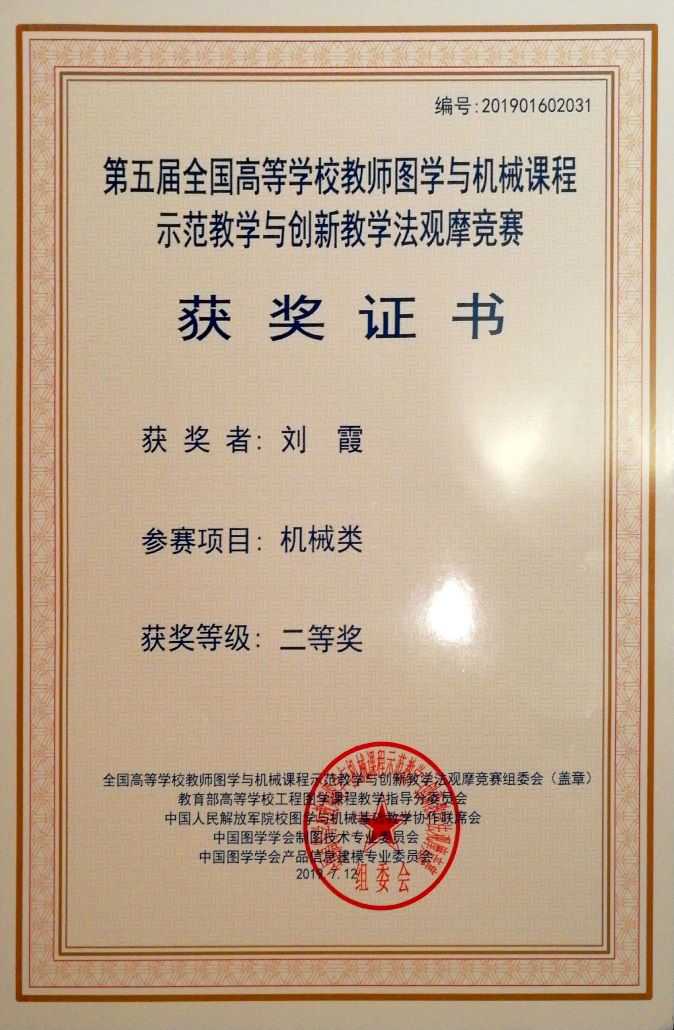 编号:201901602031
第五届全国高等学校教师图学与机械课程
示范教学与创新教学法观摩竞赛
获奖证书
获奖者：刘霞
参赛项目：机械类
获奖等级：二等奖
全国高等学校教师图学与机械课程示范教学与创新教学法观摩竞赛组委会（盖章）
教育部高等学校工程图学课程教学指导分委员会
中国人民解放军院校图学与机械基础教学协作联席会
中国图学学会制图技术专业委员会
中国图学学会产品信息建模专业委员会
2019.7.12
组委会